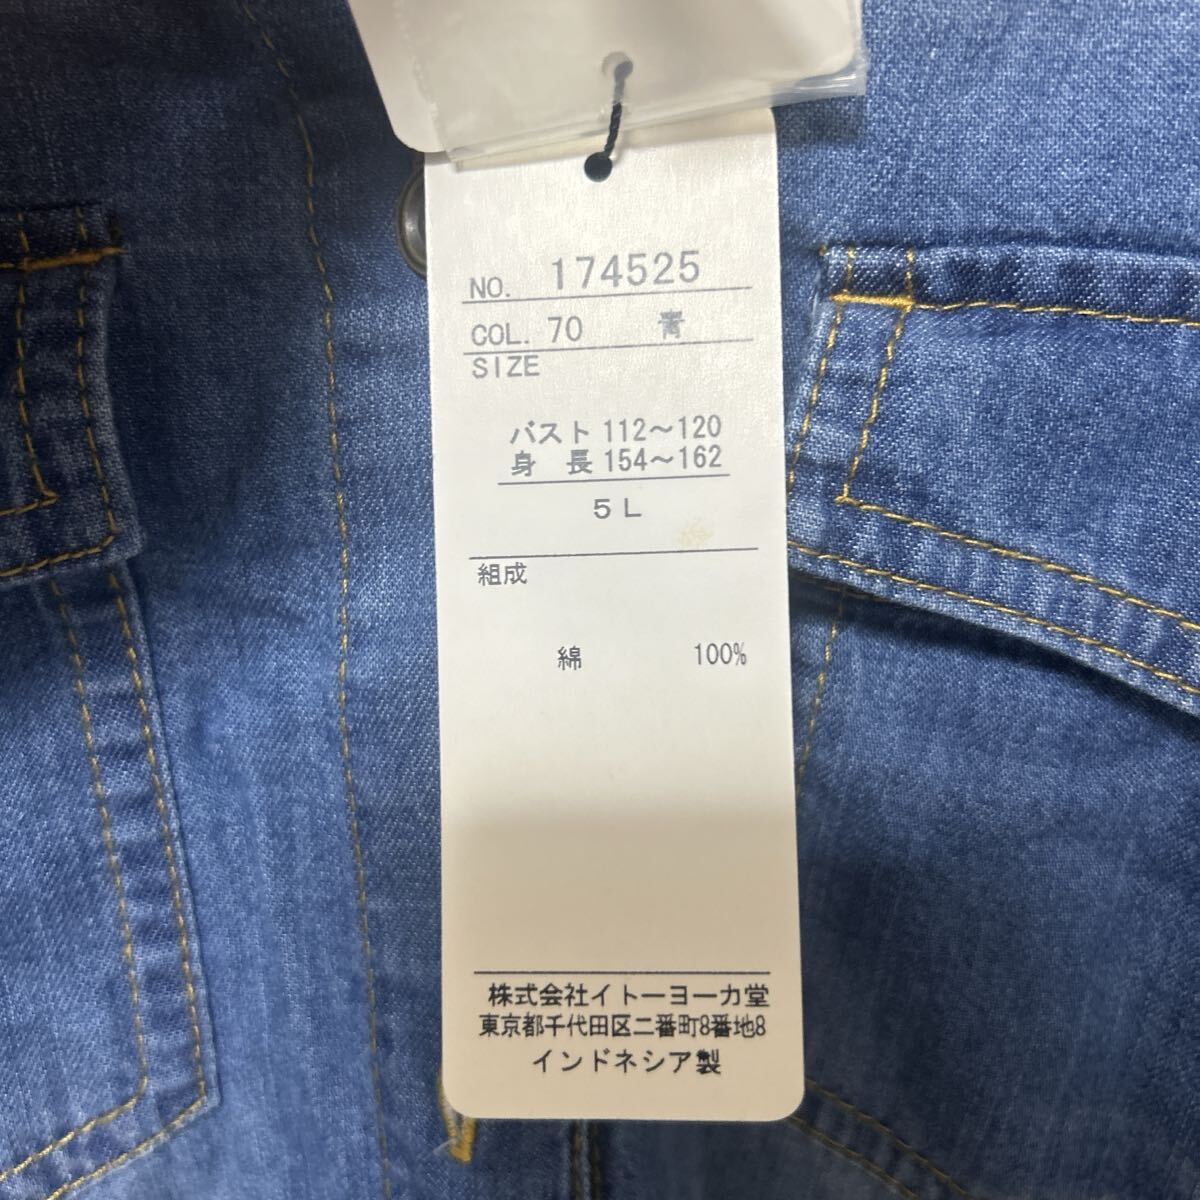 NO. 174525
COL. 70 青
SIZE
バスト 112～120
身 長 154～162
5L
組成
綿 100%
株式会社イトーヨーカ堂
東京都千代田区二番町8番地8
インドネシア製